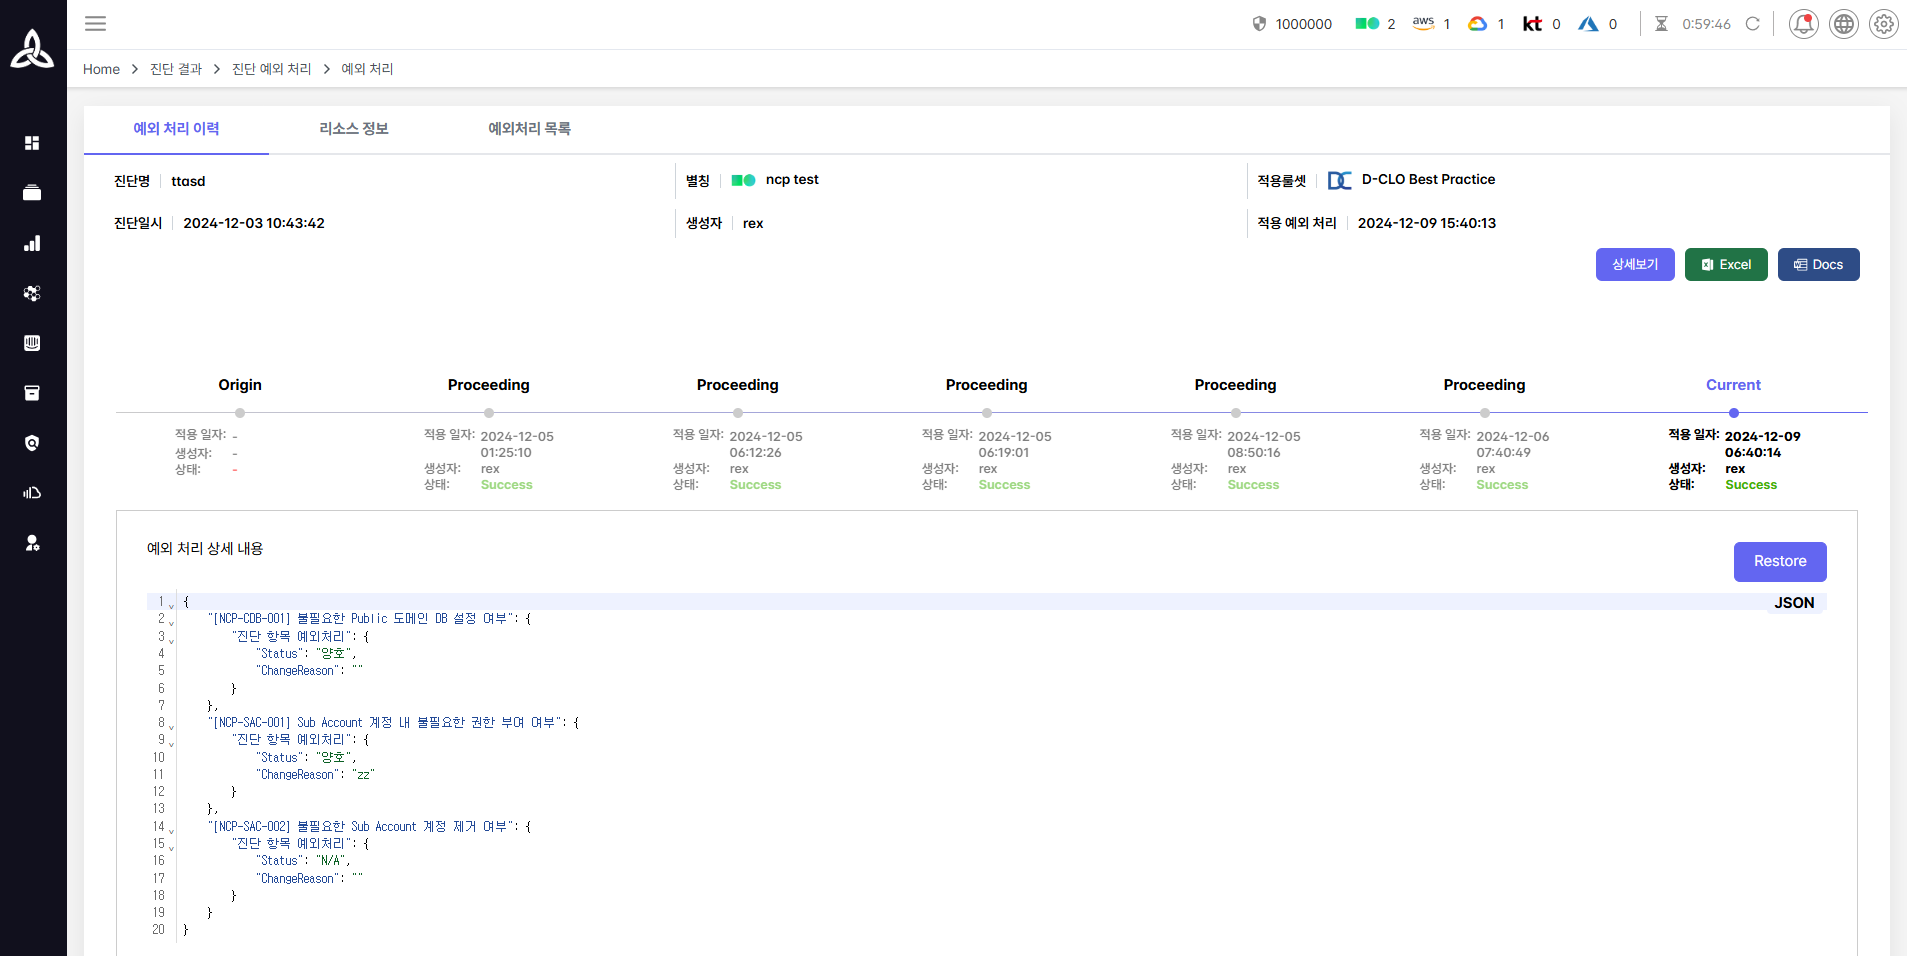 1000000 2 aws 1 1 kt 0 0 0:59:46
Home > 진단 결과 > 진단 예외 처리 > 예외 처리
예외 처리 이력 리소스 정보 예외처리 목록
진단명 ttasd 별칭 ncp test 적용룰셋 DC D-CLO Best Practice
진단일시 2024-12-03 10:43:42 생성자 rex 적용 예외 처리 2024-12-09 15:40:13
상세보기 Excel Docs
Origin Proceeding Proceeding Proceeding Proceeding Proceeding Current
적용 일자: - 적용 일자: 2024-12-05 적용 일자: 2024-12-05 적용 일자: 2024-12-05 적용 일자: 2024-12-05 적용 일자: 2024-12-06 적용 일자: 2024-12-09
01:25:10 06:12:26 06:19:01 08:50:16 07:40:49 06:40:14
생성자: - 생성자: rex 생성자: rex 생성자: rex 생성자: rex 생성자: rex 생성자: rex
상태: - 상태: Success 상태: Success 상태: Success 상태: Success 상태: Success 상태: Success
예외 처리 상세 내용
Restore
JSON
1 {
2 "[NCP-CDB-001] 불필요한 Public 도메인 DB 설정 여부": {
3 "진단 항목 예외처리": {
4 "Status": "양호",
5 "ChangeReason": ""
6 }
7 },
8 "[NCP-SAC-001] Sub Account 계정 내 불필요한 권한 부여 여부": {
9 "진단 항목 예외처리": {
10 "Status": "양호",
11 "ChangeReason": "zz"
12 }
13 },
14 "[NCP-SAC-002] 불필요한 Sub Account 계정 제거 여부": {
15 "진단 항목 예외처리": {
16 "Status": "N/A",
17 "ChangeReason": ""
18 }
19 }
20 }